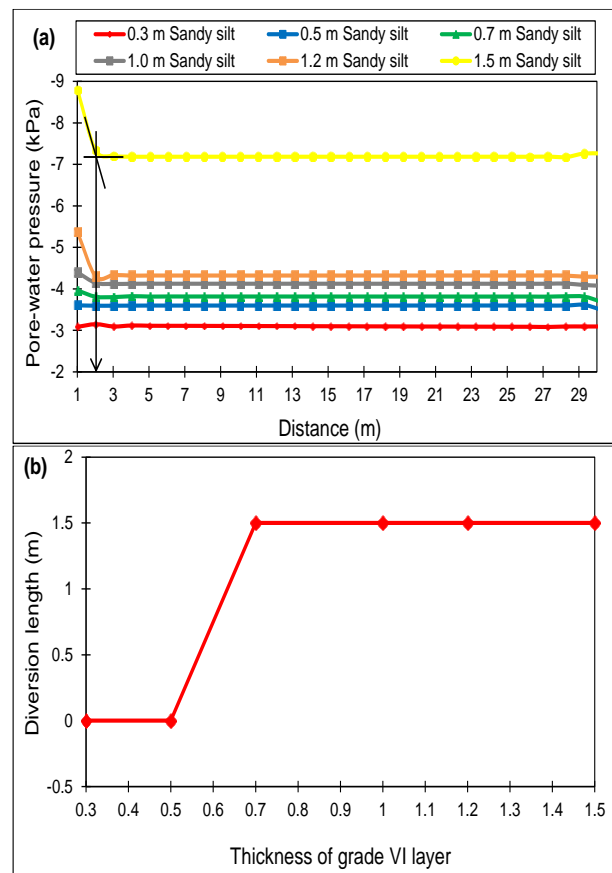 (a)
0.3 m Sandy silt 0.5 m Sandy silt 0.7 m Sandy silt
1.0 m Sandy silt 1.2 m Sandy silt 1.5 m Sandy silt
-9
-8
-7
-6
-5
-4
-3
-2
Pore-water pressure (kPa)
1 3 5 7 9 11 13 15 17 19 21 23 25 27 29
Distance (m)
(b)
2
1.5
1
0.5
0
-0.5
Diversion length (m)
0.3 0.4 0.5 0.6 0.7 0.8 0.9 1 1.1 1.2 1.3 1.4 1.5
Thickness of grade VI layer